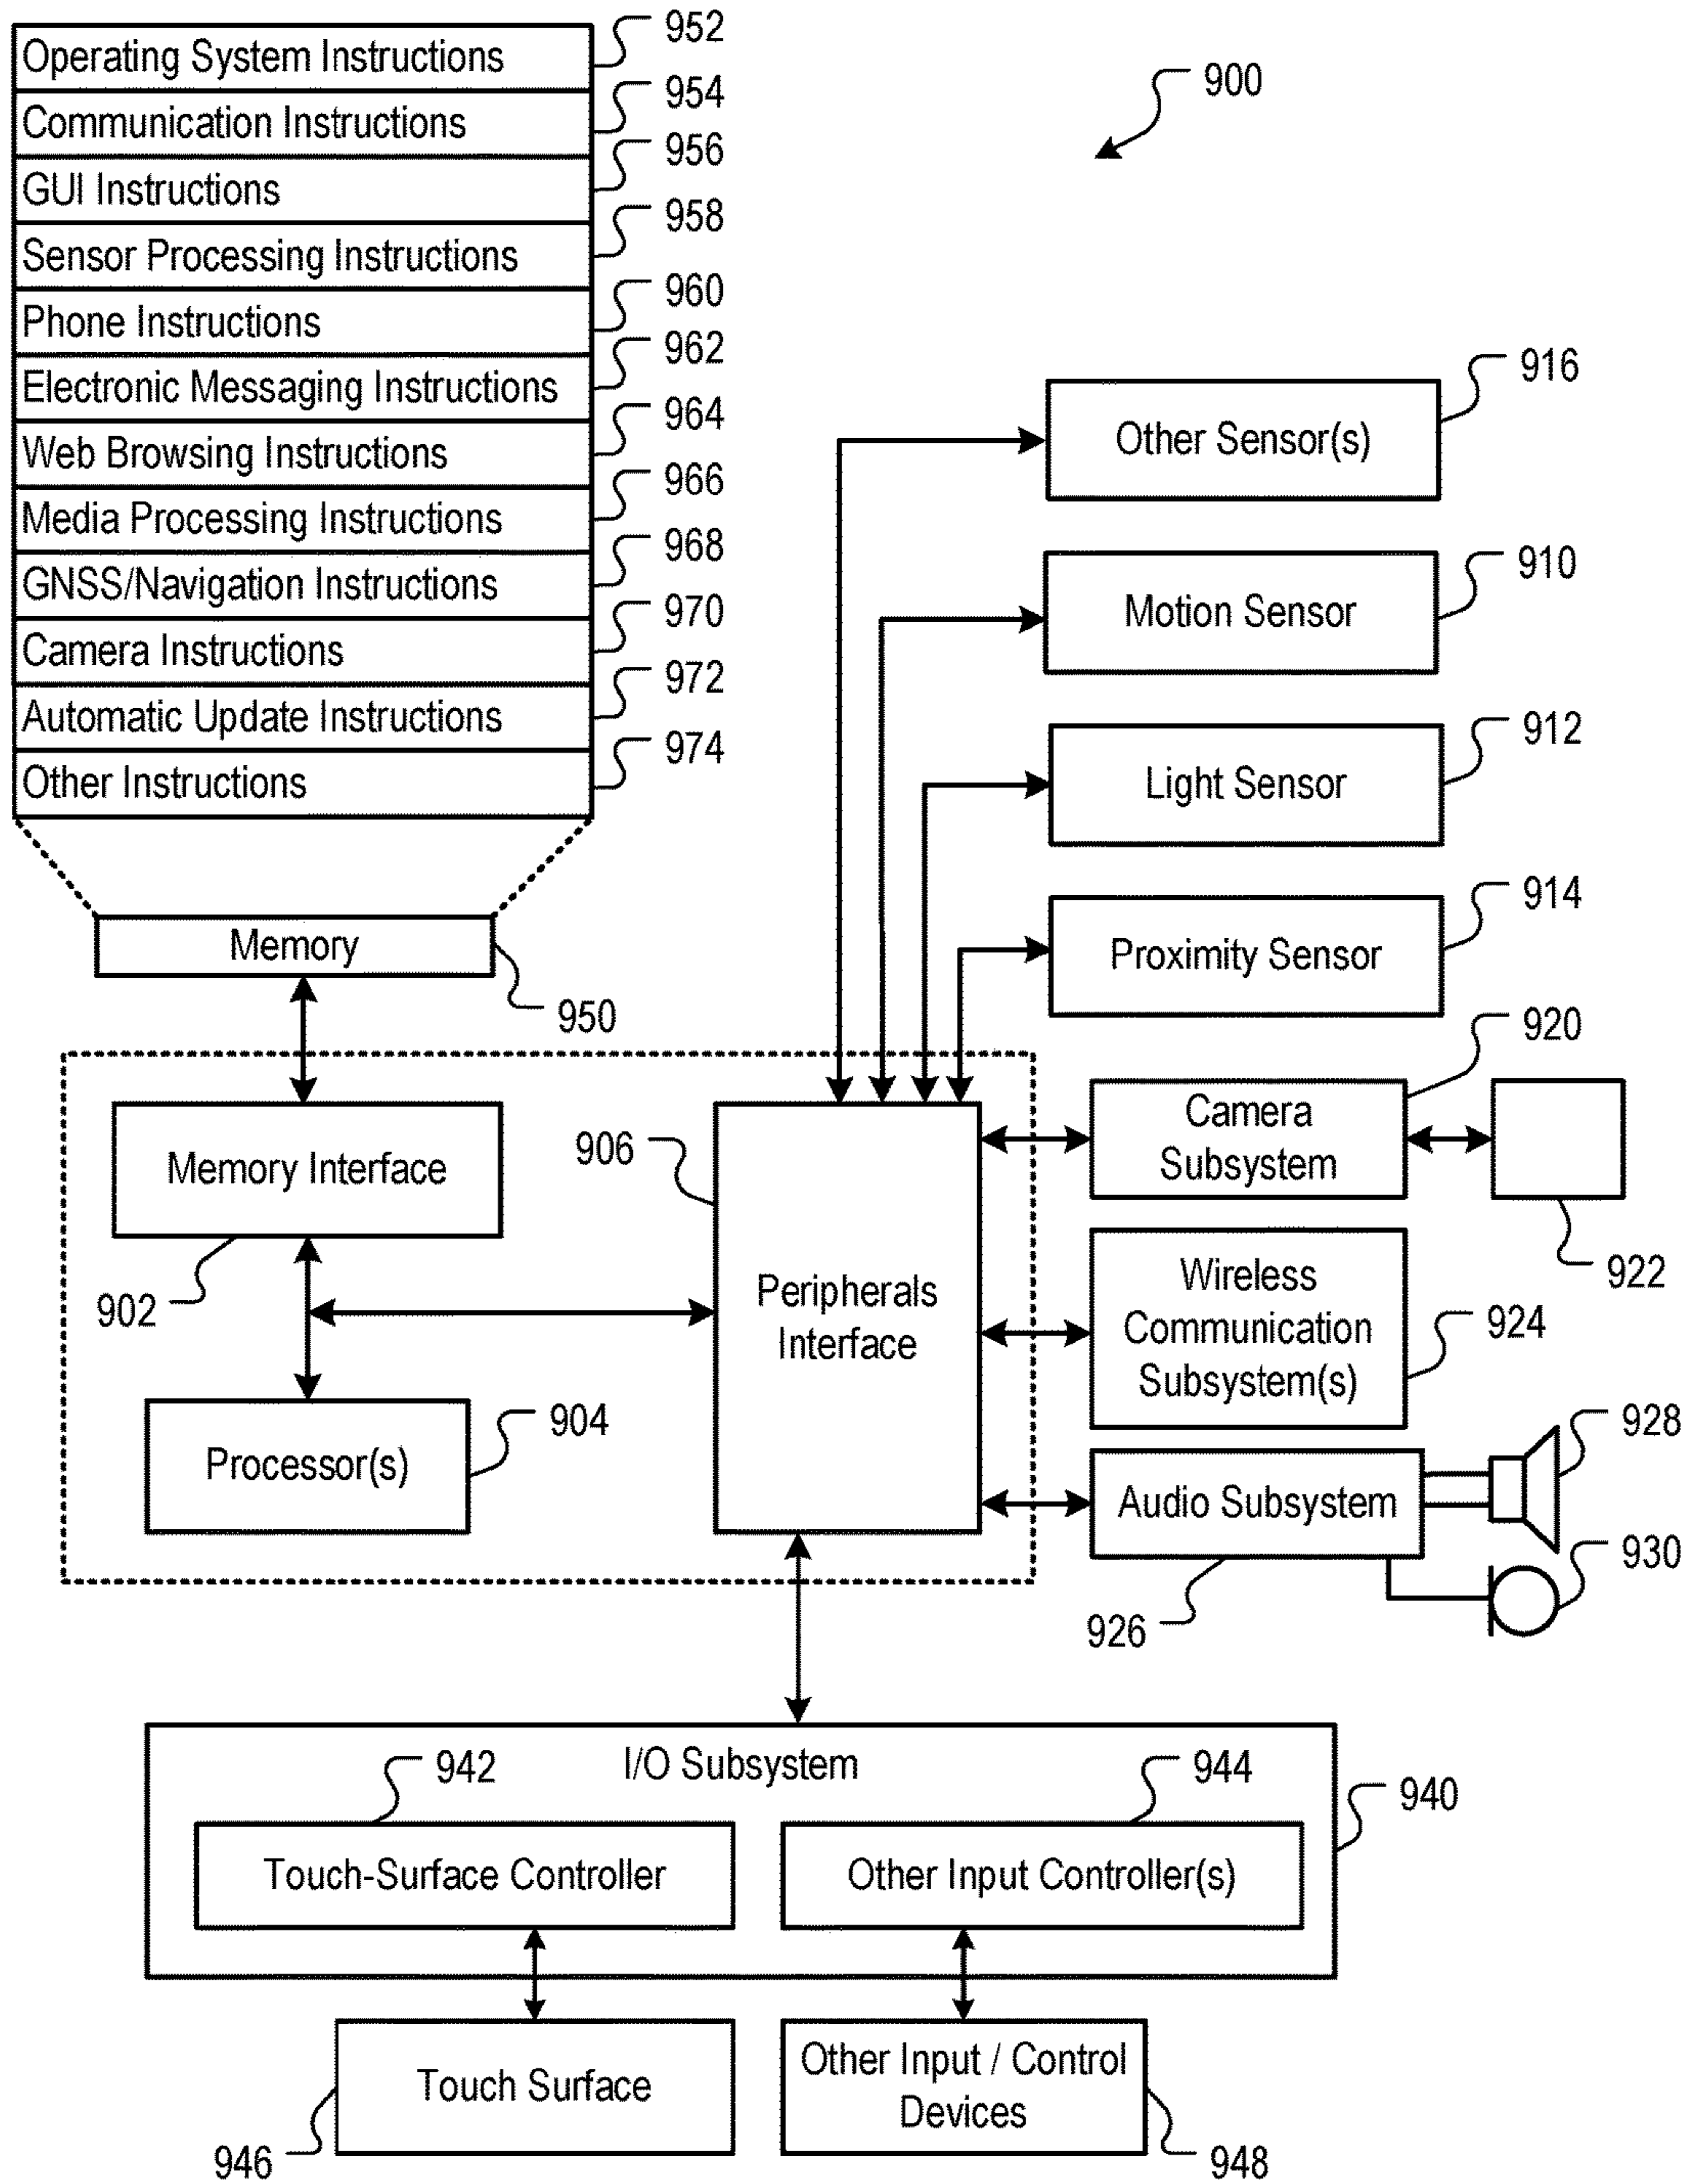 Operating System Instructions
952
Communication Instructions
954
GUI Instructions
956
Sensor Processing Instructions
958
Phone Instructions
960
Electronic Messaging Instructions
962
Web Browsing Instructions
964
Media Processing Instructions
966
GNSS/Navigation Instructions
968
Camera Instructions
970
Automatic Update Instructions
972
Other Instructions
974
Memory
950
900
Other Sensor(s)
916
Motion Sensor
910
Light Sensor
912
Proximity Sensor
914
Memory Interface
902
Processor(s)
904
906
Peripherals
Interface
Camera
Subsystem
920
922
Wireless
Communication
Subsystem(s)
924
Audio Subsystem
926
928
930
I/O Subsystem
940
942
Touch-Surface Controller
944
Other Input Controller(s)
Touch Surface
946
Other Input / Control
Devices
948